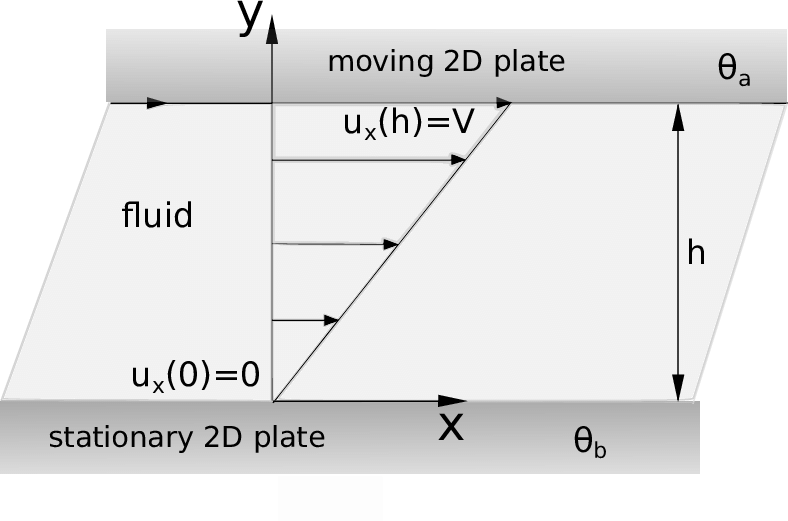 y
moving 2D plate
θa
ux(h)=V
fluid
h
ux(0)=0
x
stationary 2D plate
θb